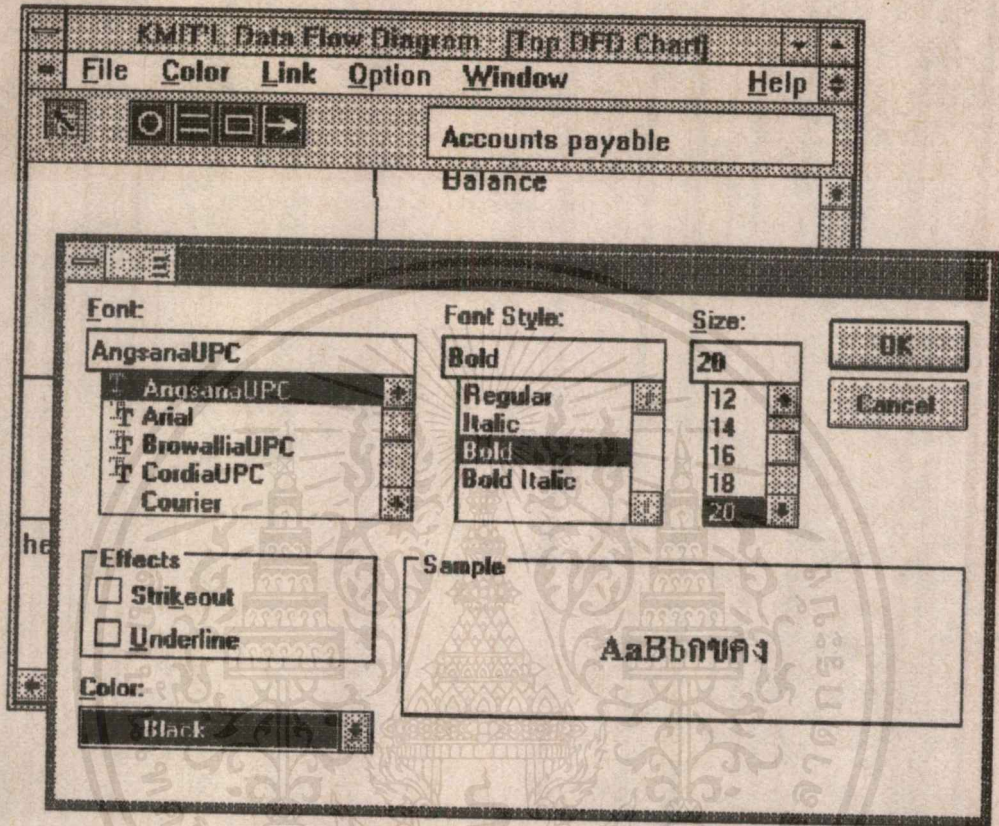 KMITL Data Flow Diagram : [Top DFD Chart]
File Color Link Option Window Help
Accounts payable
Balance
Font:
Font Style:
Size:
AngsanaUPC
Bold
20
OK
Cancel
AngsanaUPC
Arial
BrowalliaUPC
CordiaUPC
Courier
Regular
Italic
Bold
Bold Italic
12
14
16
18
20
he
Effects
Strikeout
Underline
Sample
AaBbกขคง
Color:
Black